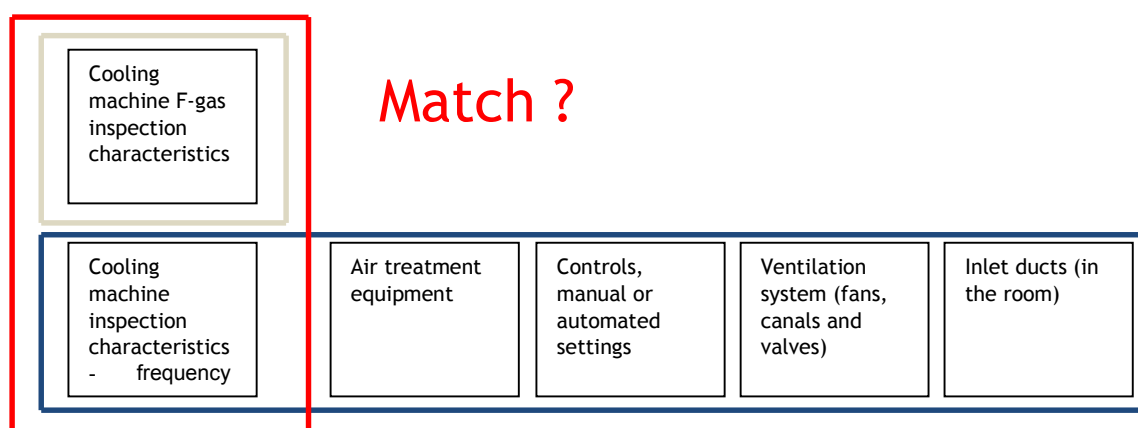 Cooling
machine F-gas
inspection
characteristics
Match ?
Cooling
machine
inspection
characteristics
- frequency
Air treatment
equipment
Controls,
manual or
automated
settings
Ventilation
system (fans,
canals and
valves)
Inlet ducts (in
the room)